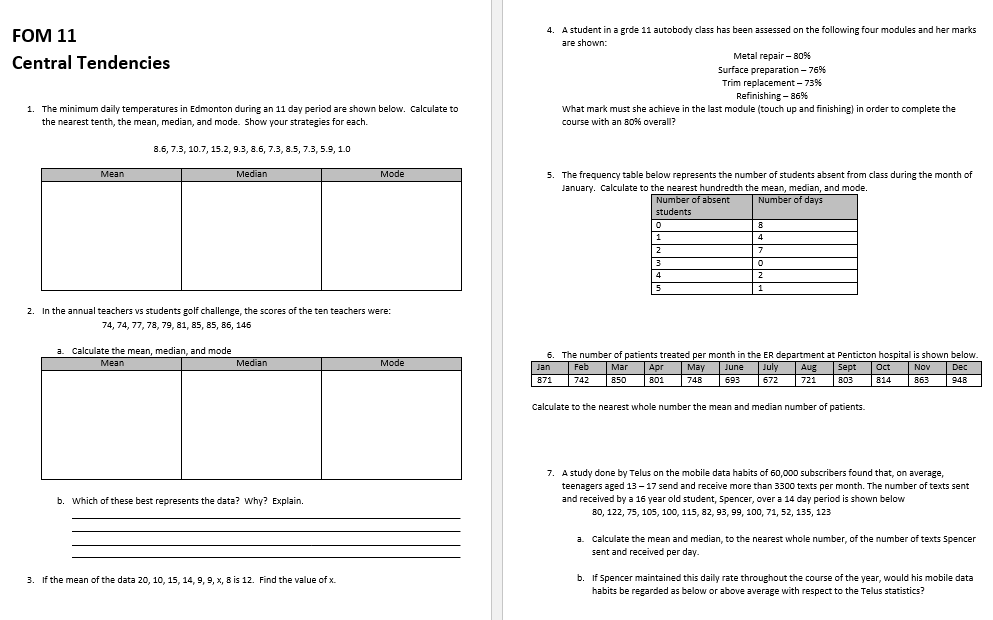 FOM 11
Central Tendencies
1. The minimum daily temperatures in Edmonton during an 11 day period are shown below. Calculate to
the nearest tenth, the mean, median, and mode. Show your strategies for each.
8.6, 7.3, 10.7, 15.2, 9.3, 8.6, 7.3, 8.5, 7.3, 5.9, 1.0
Mean Median Mode
2. In the annual teachers vs students golf challenge, the scores of the ten teachers were:
74, 74, 77, 78, 79, 81, 85, 85, 86, 146
a. Calculate the mean, median, and mode
Mean Median Mode
b. Which of these best represents the data? Why? Explain.
3. If the mean of the data 20, 10, 15, 14, 9, 9, x, 8 is 12. Find the value of x.
4. A student in a grde 11 autobody class has been assessed on the following four modules and her marks
are shown:
Metal repair – 80%
Surface preparation – 76%
Trim replacement – 73%
Refinishing – 86%
What mark must she achieve in the last module (touch up and finishing) in order to complete the
course with an 80% overall?
5. The frequency table below represents the number of students absent from class during the month of
January. Calculate to the nearest hundredth the mean, median, and mode.
Number of absent students Number of days
0 8
1 4
2 7
3 0
4 2
5 1
6. The number of patients treated per month in the ER department at Penticton hospital is shown below.
Jan Feb Mar Apr May June July Aug Sept Oct Nov Dec
871 742 850 801 748 693 672 721 803 814 863 948
Calculate to the nearest whole number the mean and median number of patients.
7. A study done by Telus on the mobile data habits of 60,000 subscribers found that, on average,
teenagers aged 13 – 17 send and receive more than 3300 texts per month. The number of texts sent
and received by a 16 year old student, Spencer, over a 14 day period is shown below
80, 122, 75, 105, 100, 115, 82, 93, 99, 100, 71, 52, 135, 123
a. Calculate the mean and median, to the nearest whole number, of the number of texts Spencer
sent and received per day.
b. If Spencer maintained this daily rate throughout the course of the year, would his mobile data
habits be regarded as below or above average with respect to the Telus statistics?